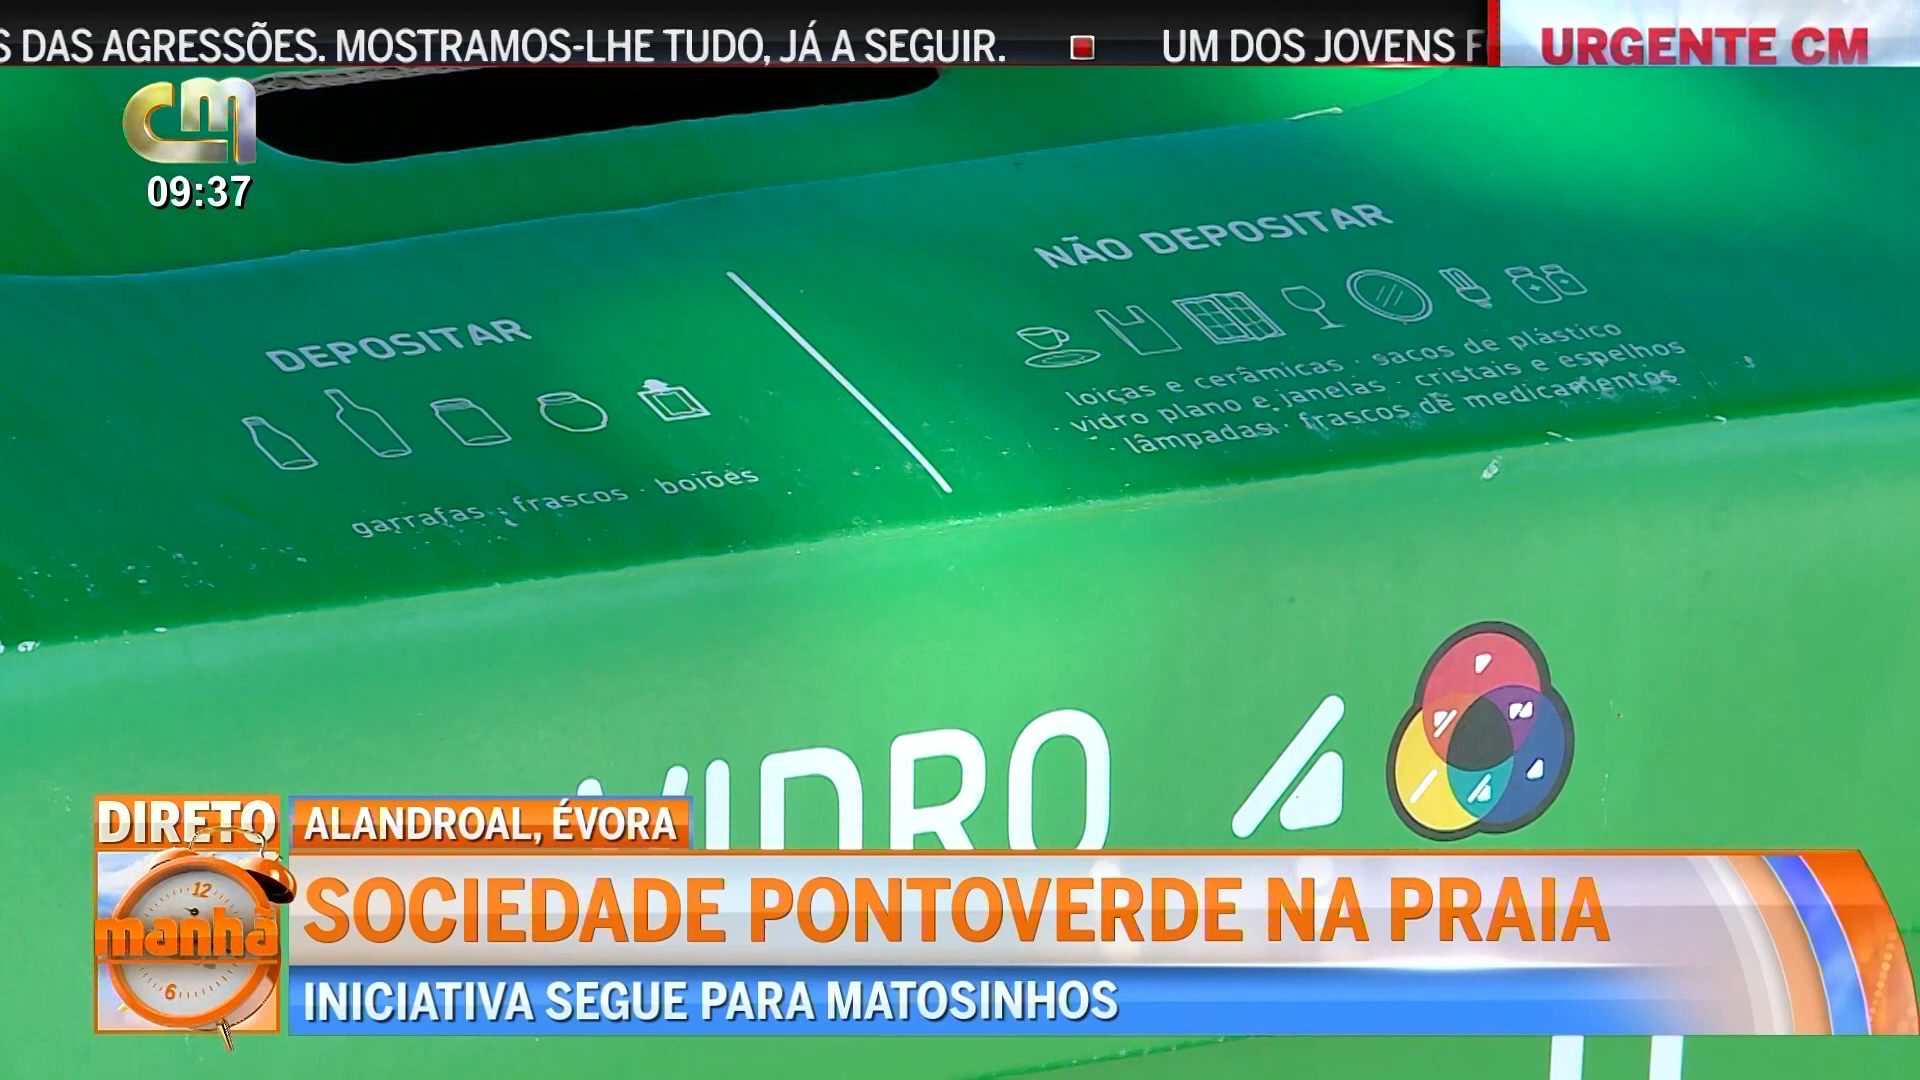 S DAS AGRESSÕES. MOSTRAMOS-LHE TUDO, JÁ A SEGUIR.
UM DOS JOVENS F
URGENTE CM
cm
09:37
DEPOSITAR
garrafas · frascos · boiões
NÃO DEPOSITAR
loiças e cerâmicas · sacos de plástico
· vidro plano e janelas · cristais e espelhos
· lâmpadas · frascos de medicamentos
VIDRO
DIRETO
ALANDROAL, ÉVORA
12
manhã
6
SOCIEDADE PONTOVERDE NA PRAIA
INICIATIVA SEGUE PARA MATOSINHOS